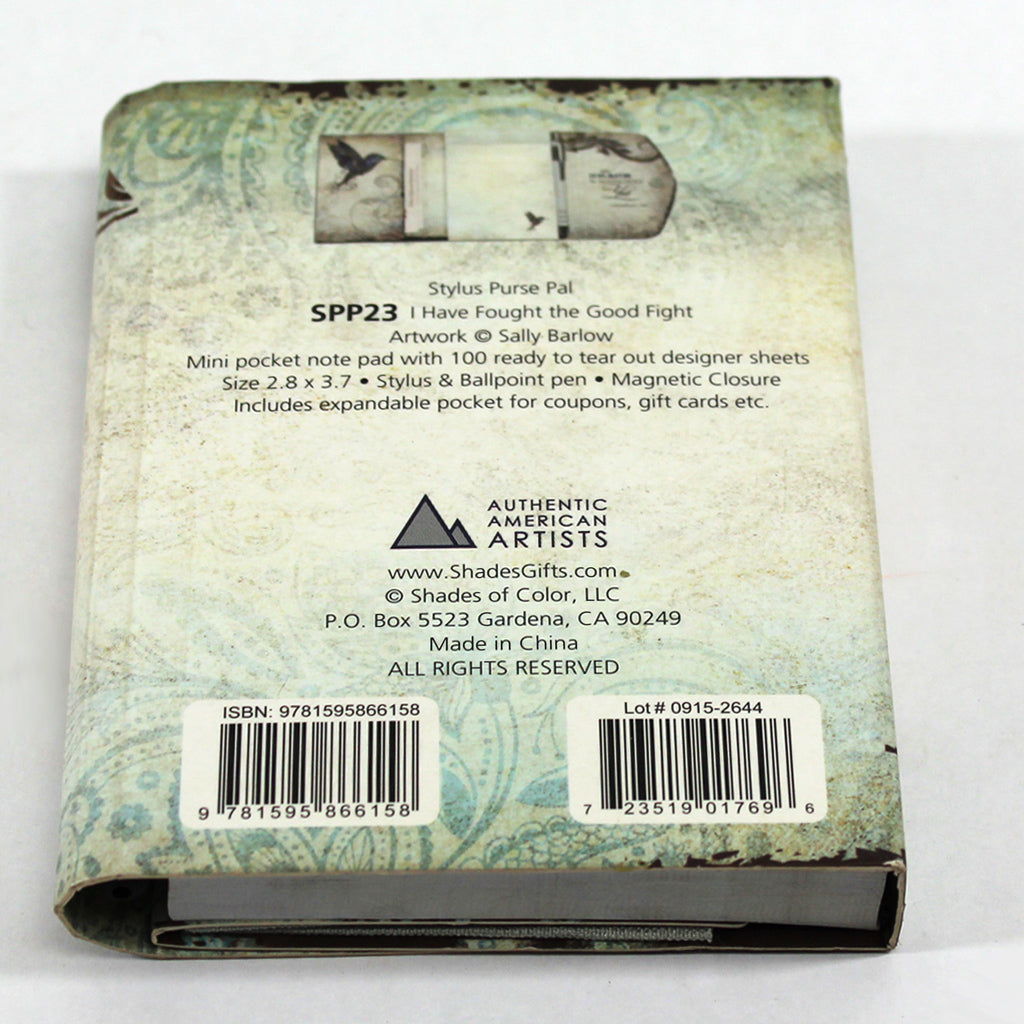 Stylus Purse Pal
SPP23 I Have Fought the Good Fight
Artwork © Sally Barlow
Mini pocket note pad with 100 ready to tear out designer sheets
Size 2.8 x 3.7 • Stylus & Ballpoint pen • Magnetic Closure
Includes expandable pocket for coupons, gift cards etc.
AUTHENTIC
AMERICAN
ARTISTS
www.ShadesGifts.com
© Shades of Color, LLC
P.O. Box 5523 Gardena, CA 90249
Made in China
ALL RIGHTS RESERVED
ISBN: 9781595866158
9 781595 866158
Lot# 0915-2644
7 23519 01769 6